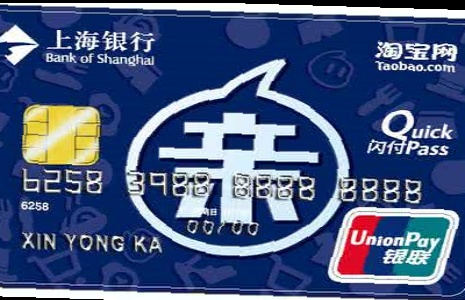 上海银行
Bank of Shanghai
淘宝网
Taobao.com
亲
Quick
闪付Pass
6258 3988 8888 8888
6258
00/00
XIN YONG KA
UnionPay
银联